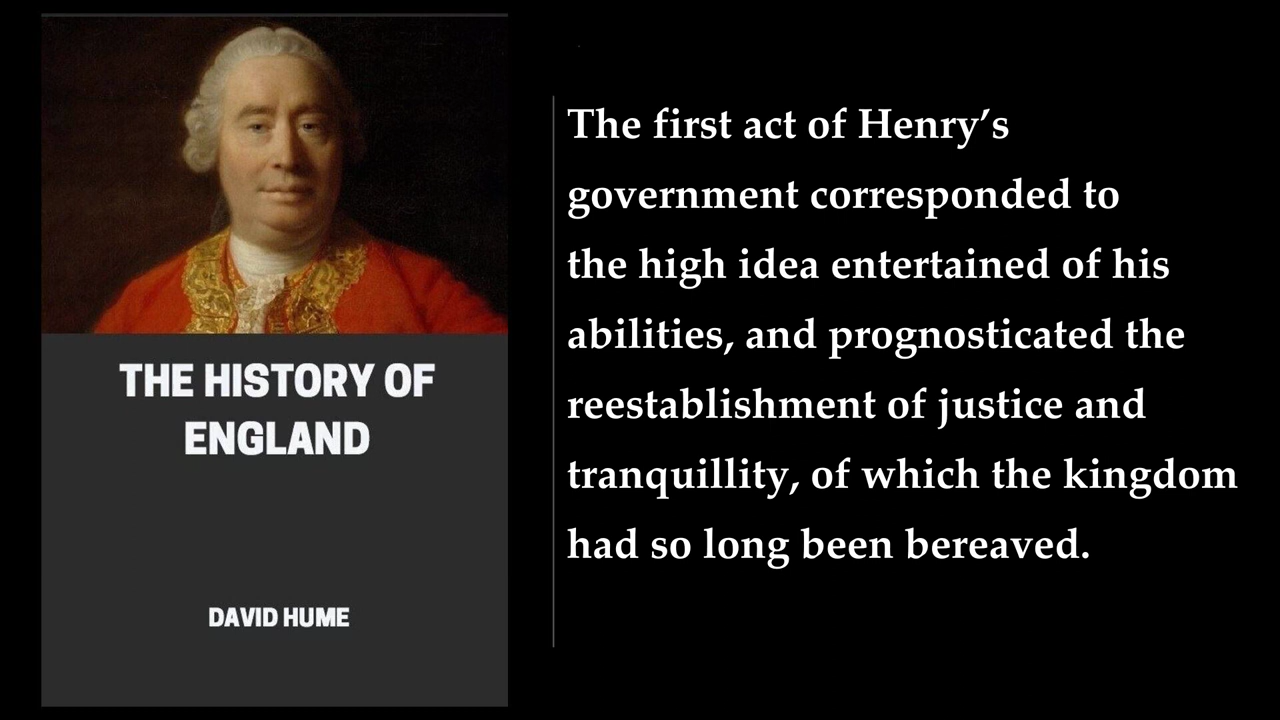 THE HISTORY OF
ENGLAND
DAVID HUME
The first act of Henry’s
government corresponded to
the high idea entertained of his
abilities, and prognosticated the
reestablishment of justice and
tranquillity, of which the kingdom
had so long been bereaved.